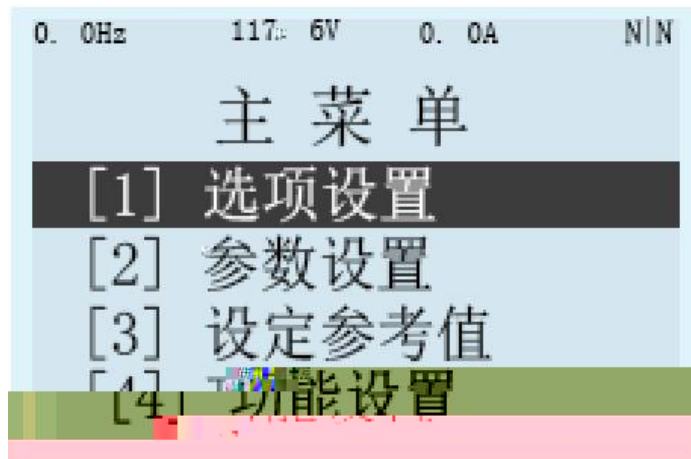 0. 0Hz 117. 6V 0. 0A N|N
主菜单
[1] 选项设置
[2] 参数设置
[3] 设定参考值
[4] 功能设置